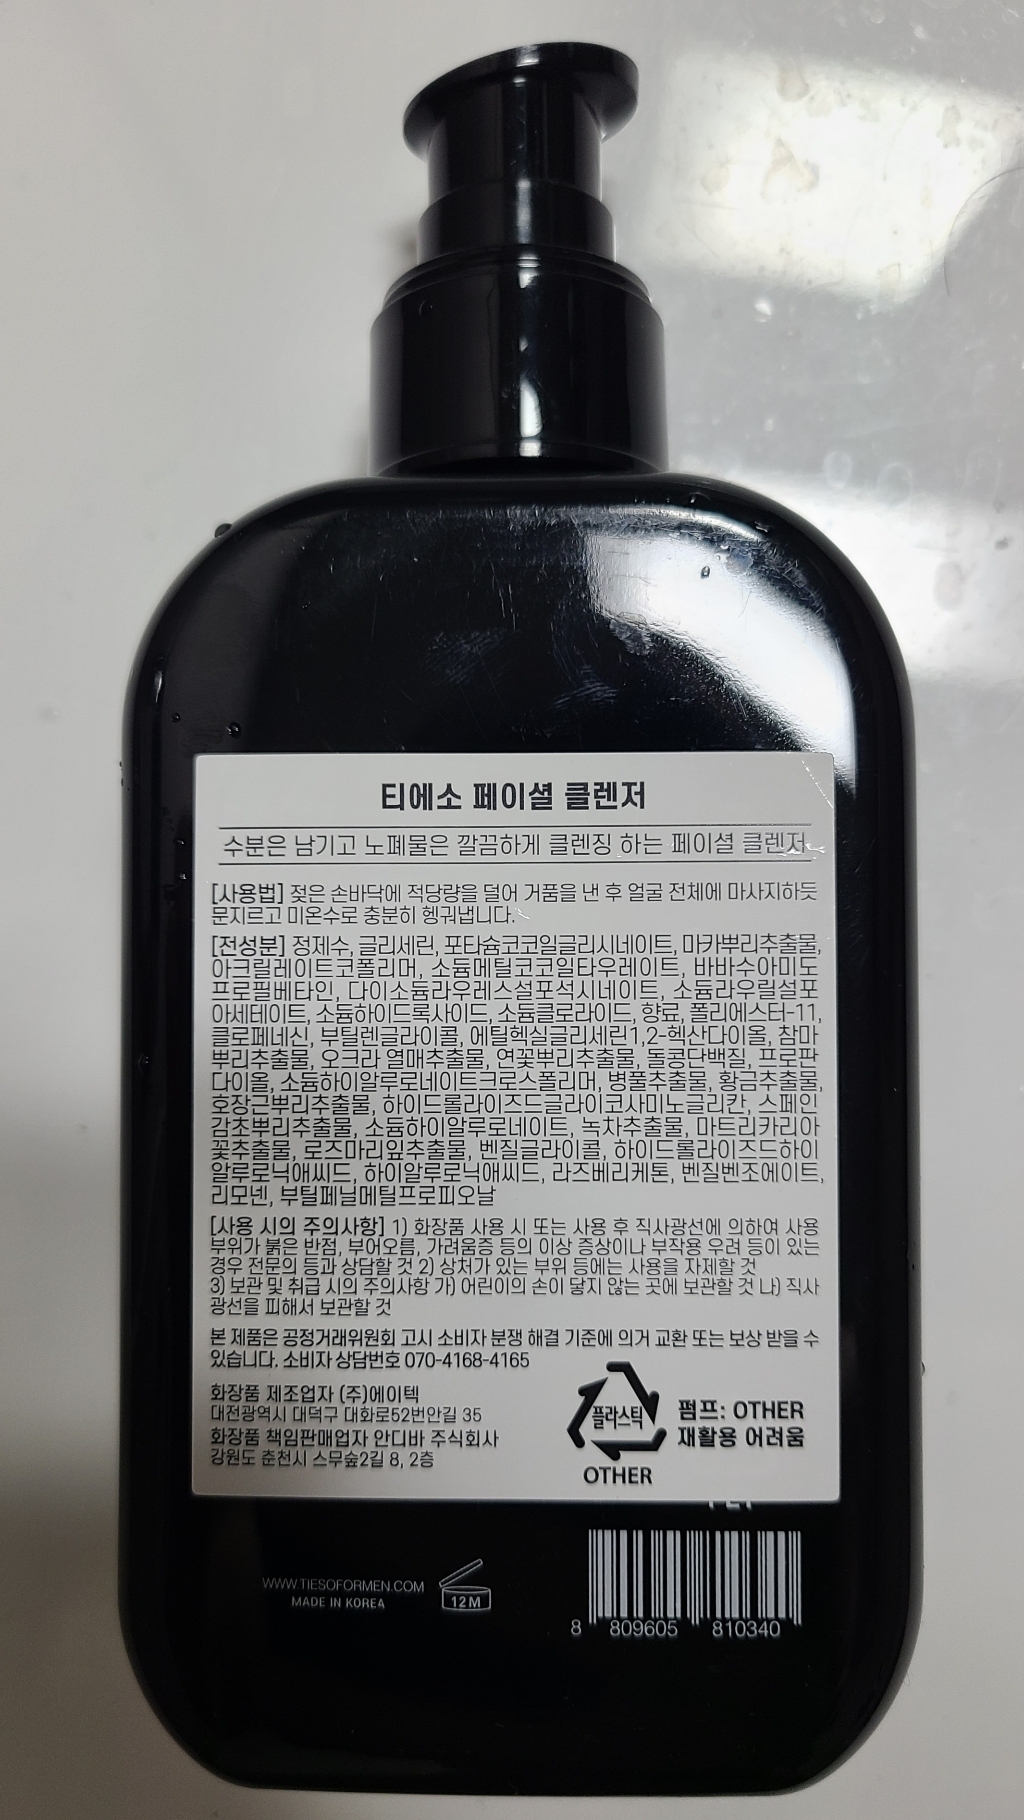 티에소 페이셜 클렌저
수분은 남기고 노폐물은 깔끔하게 클렌징 하는 페이셜 클렌저
[사용법] 젖은 손바닥에 적당량을 덜어 거품을 낸 후 얼굴 전체에 마사지하듯
문지르고 미온수로 충분히 헹궈냅니다.
[전성분] 정제수, 글리세린, 포타슘코코일글리시네이트, 마카뿌리추출물,
아크릴레이트코폴리머, 소듐메틸코코일타우레이트, 바바수아미도
프로필베타인, 다이소듐라우레스설포석시네이트, 소듐라우릴설포
아세테이트, 소듐하이드록사이드, 소듐클로라이드, 향료, 폴리에스터-11,
클로페네신, 부틸렌글라이콜, 에틸헥실글리세린1,2-헥산다이올, 참마
뿌리추출물, 오크라 열매추출물, 연꽃뿌리추출물, 돌콩단백질, 프로판
다이올, 소듐하이알루로네이트크로스폴리머, 병풀추출물, 황금추출물,
호장근뿌리추출물, 하이드롤라이즈드글라이코사미노글리칸, 스페인
감초뿌리추출물, 소듐하이알루로네이트, 녹차추출물, 마트리카리아
꽃추출물, 로즈마리잎추출물, 벤질글라이콜, 하이드롤라이즈드하이
알루로닉애씨드, 하이알루로닉애씨드, 라즈베리케톤, 벤질벤조에이트,
리모넨, 부틸페닐메틸프로피오날
[사용 시의 주의사항] 1) 화장품 사용 시 또는 사용 후 직사광선에 의하여 사용
부위가 붉은 반점, 부어오름, 가려움증 등의 이상 증상이나 부작용 우려 등이 있는
경우 전문의 등과 상담할 것 2) 상처가 있는 부위 등에는 사용을 자제할 것
3) 보관 및 취급 시의 주의사항 가) 어린이의 손이 닿지 않는 곳에 보관할 것 나) 직사
광선을 피해서 보관할 것
본 제품은 공정거래위원회 고시 소비자 분쟁 해결 기준에 의거 교환 또는 보상 받을 수
있습니다. 소비자 상담번호 070-4168-4165
화장품 제조업자 (주)에이텍
대전광역시 대덕구 대화로52번안길 35
화장품 책임판매업자 안디바 주식회사
강원도 춘천시 스무숲2길 8, 2층
플라스틱
OTHER
펌프: OTHER
재활용 어려움
WWW.TIESOFORMEN.COM
MADE IN KOREA
12M
8 809605 810340